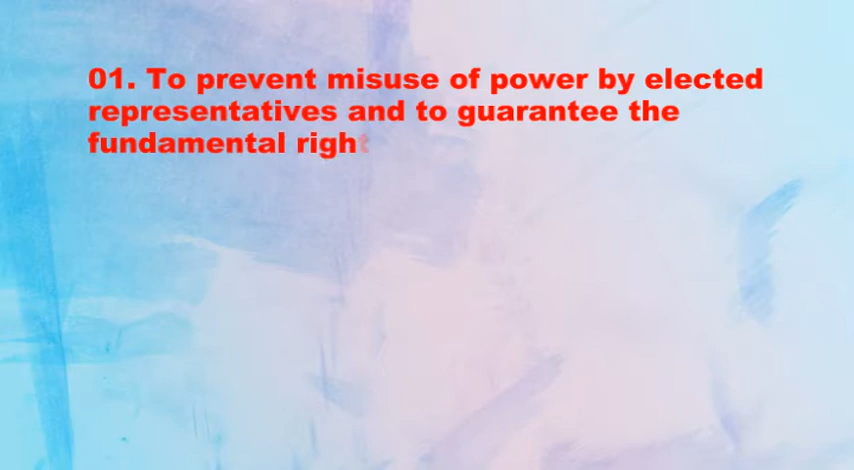 01. To prevent misuse of power by elected
representatives and to guarantee the
fundamental right